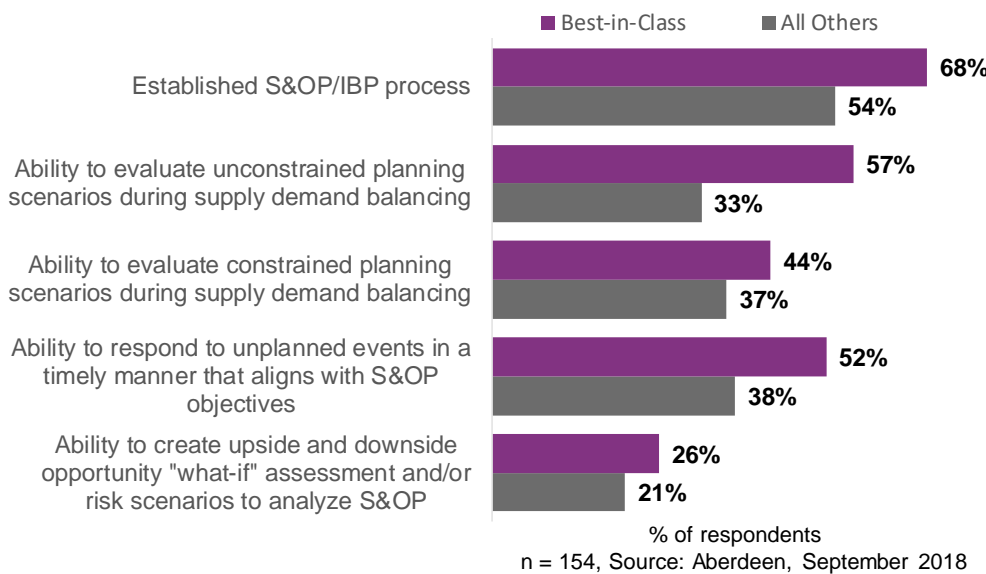 Best-in-Class All Others
Established S&OP/IBP process
68%
54%
Ability to evaluate unconstrained planning
scenarios during supply demand balancing
57%
33%
Ability to evaluate constrained planning
scenarios during supply demand balancing
44%
37%
Ability to respond to unplanned events in a
timely manner that aligns with S&OP
objectives
52%
38%
Ability to create upside and downside
opportunity "what-if" assessment and/or
risk scenarios to analyze S&OP
26%
21%
% of respondents
n = 154, Source: Aberdeen, September 2018